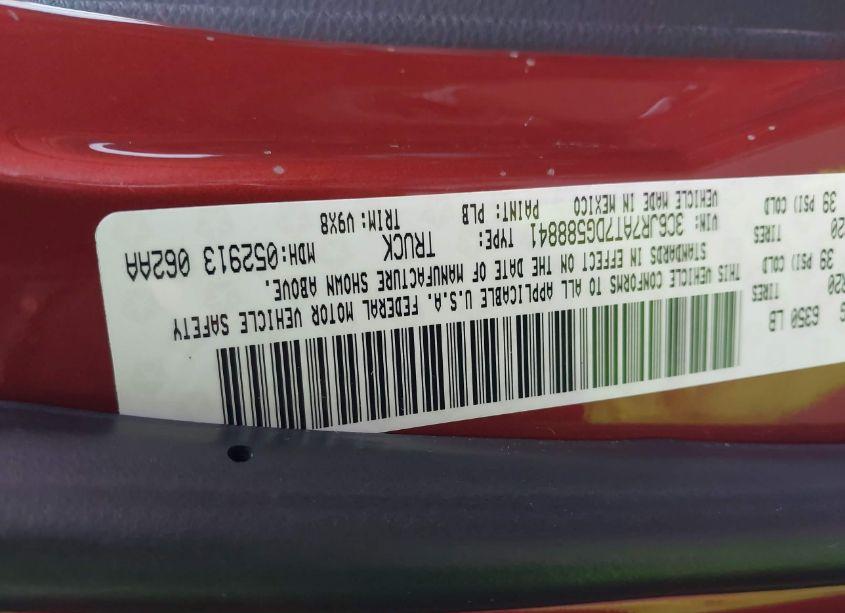 6350 LB
R20 TIRES
39 PSI) COLD
20 TIRES
39 PSI) COLD
THIS VEHICLE CONFORMS TO ALL APPLICABLE U.S.A. FEDERAL MOTOR VEHICLE SAFETY
STANDARDS IN EFFECT ON THE DATE OF MANUFACTURE SHOWN ABOVE.
VIN: 3C6JR7AT7DG588841 TYPE: TRUCK MDH:052913 062AA
VEHICLE MADE IN MEXICO PAINT: PLB TRIM: V9X8